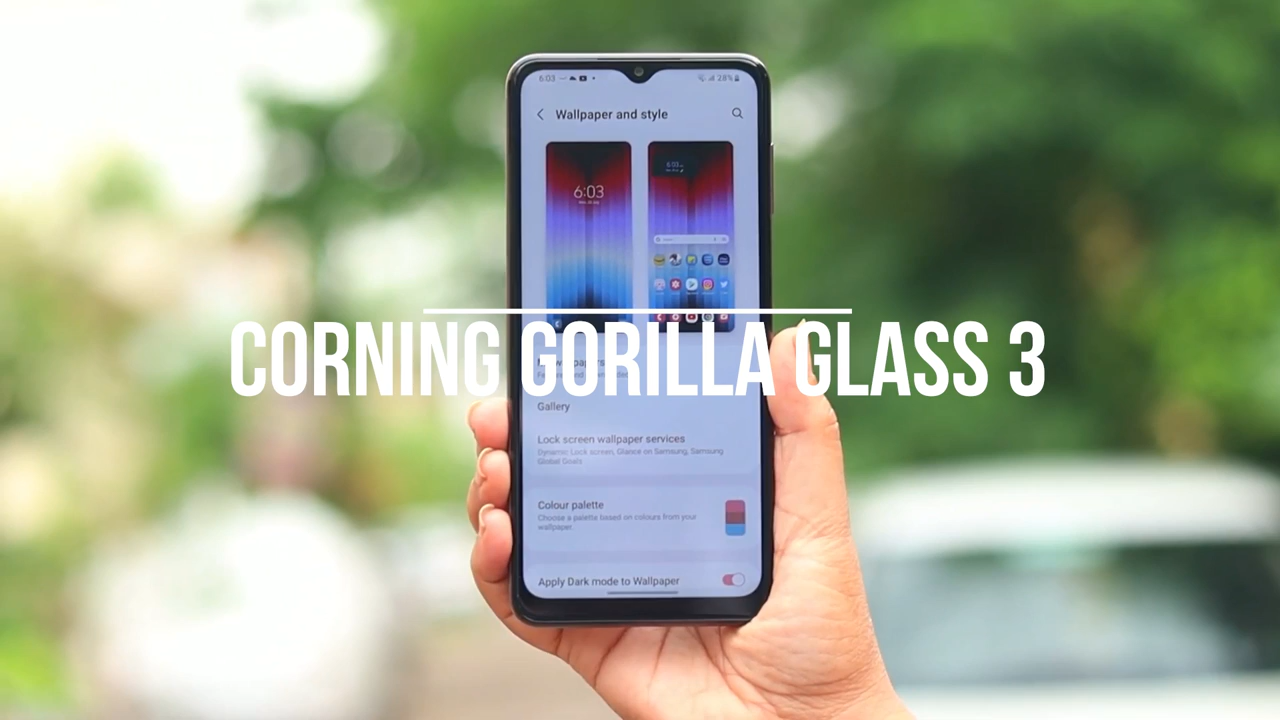 6:03
28%
Wallpaper and style
6:03
6:03
CORNING GORILLA GLASS 3
Gallery
Lock screen wallpaper services
Dynamic Lock screen, Glance on Samsung, Samsung
Global Goals
Colour palette
Choose a palette based on colours from your
wallpaper.
Apply Dark mode to Wallpaper